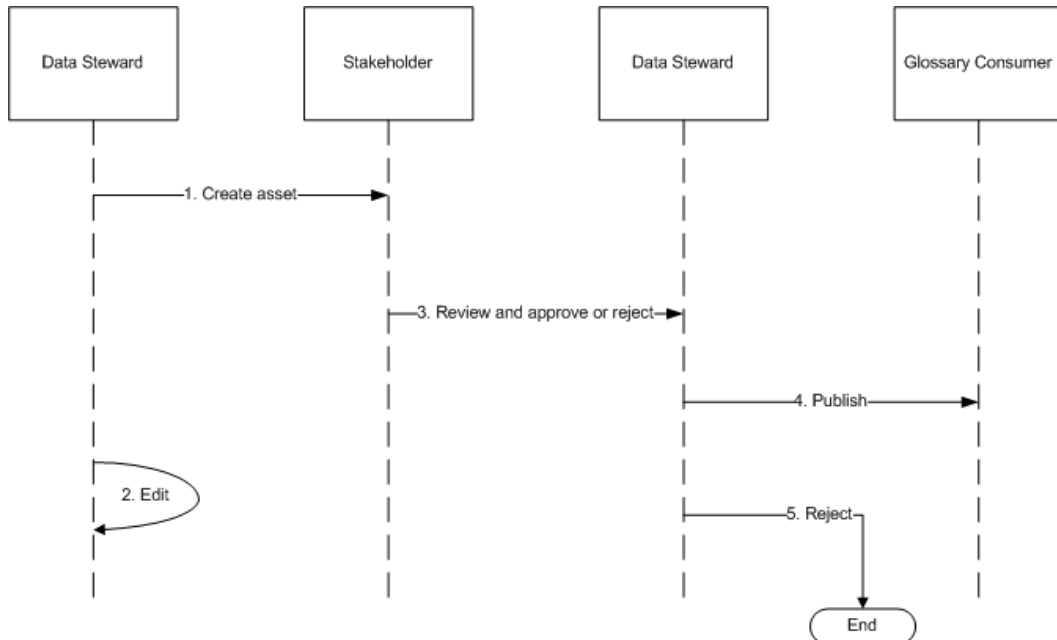 Data Steward
Stakeholder
Data Steward
Glossary Consumer
1. Create asset
3. Review and approve or reject
4. Publish
2. Edit
5. Reject
End